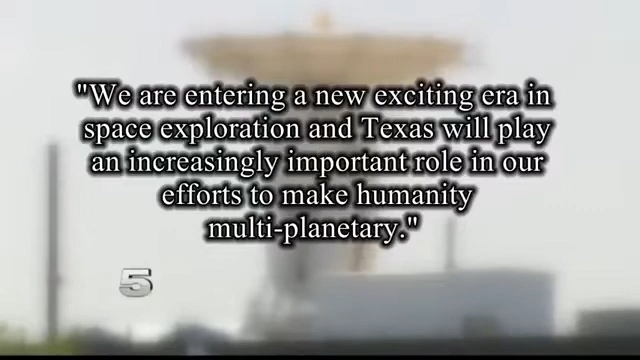 "We are entering a new exciting era in
space exploration and Texas will play
an increasingly important role in our
efforts to make humanity
multi-planetary."
5